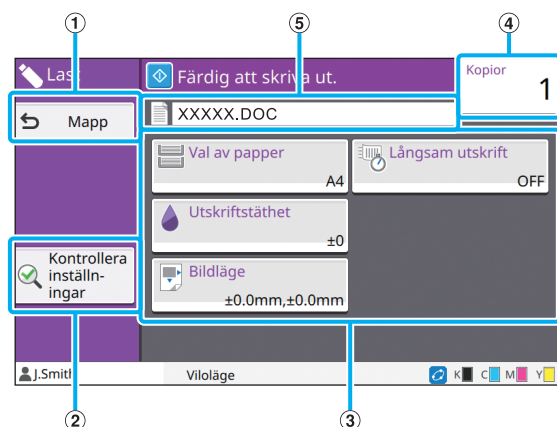 1 5 4
Last
Färdig att skriva ut.
Kopior
1
Mapp
XXXXX.DOC
Val av papper
A4
Långsam utskrift
OFF
Utskriftstäthet
±0
Kontrollera
inställn-
ingar
Bildläge
±0.0mm,±0.0mm
J.Smith
Viloläge
K C M Y
2 3